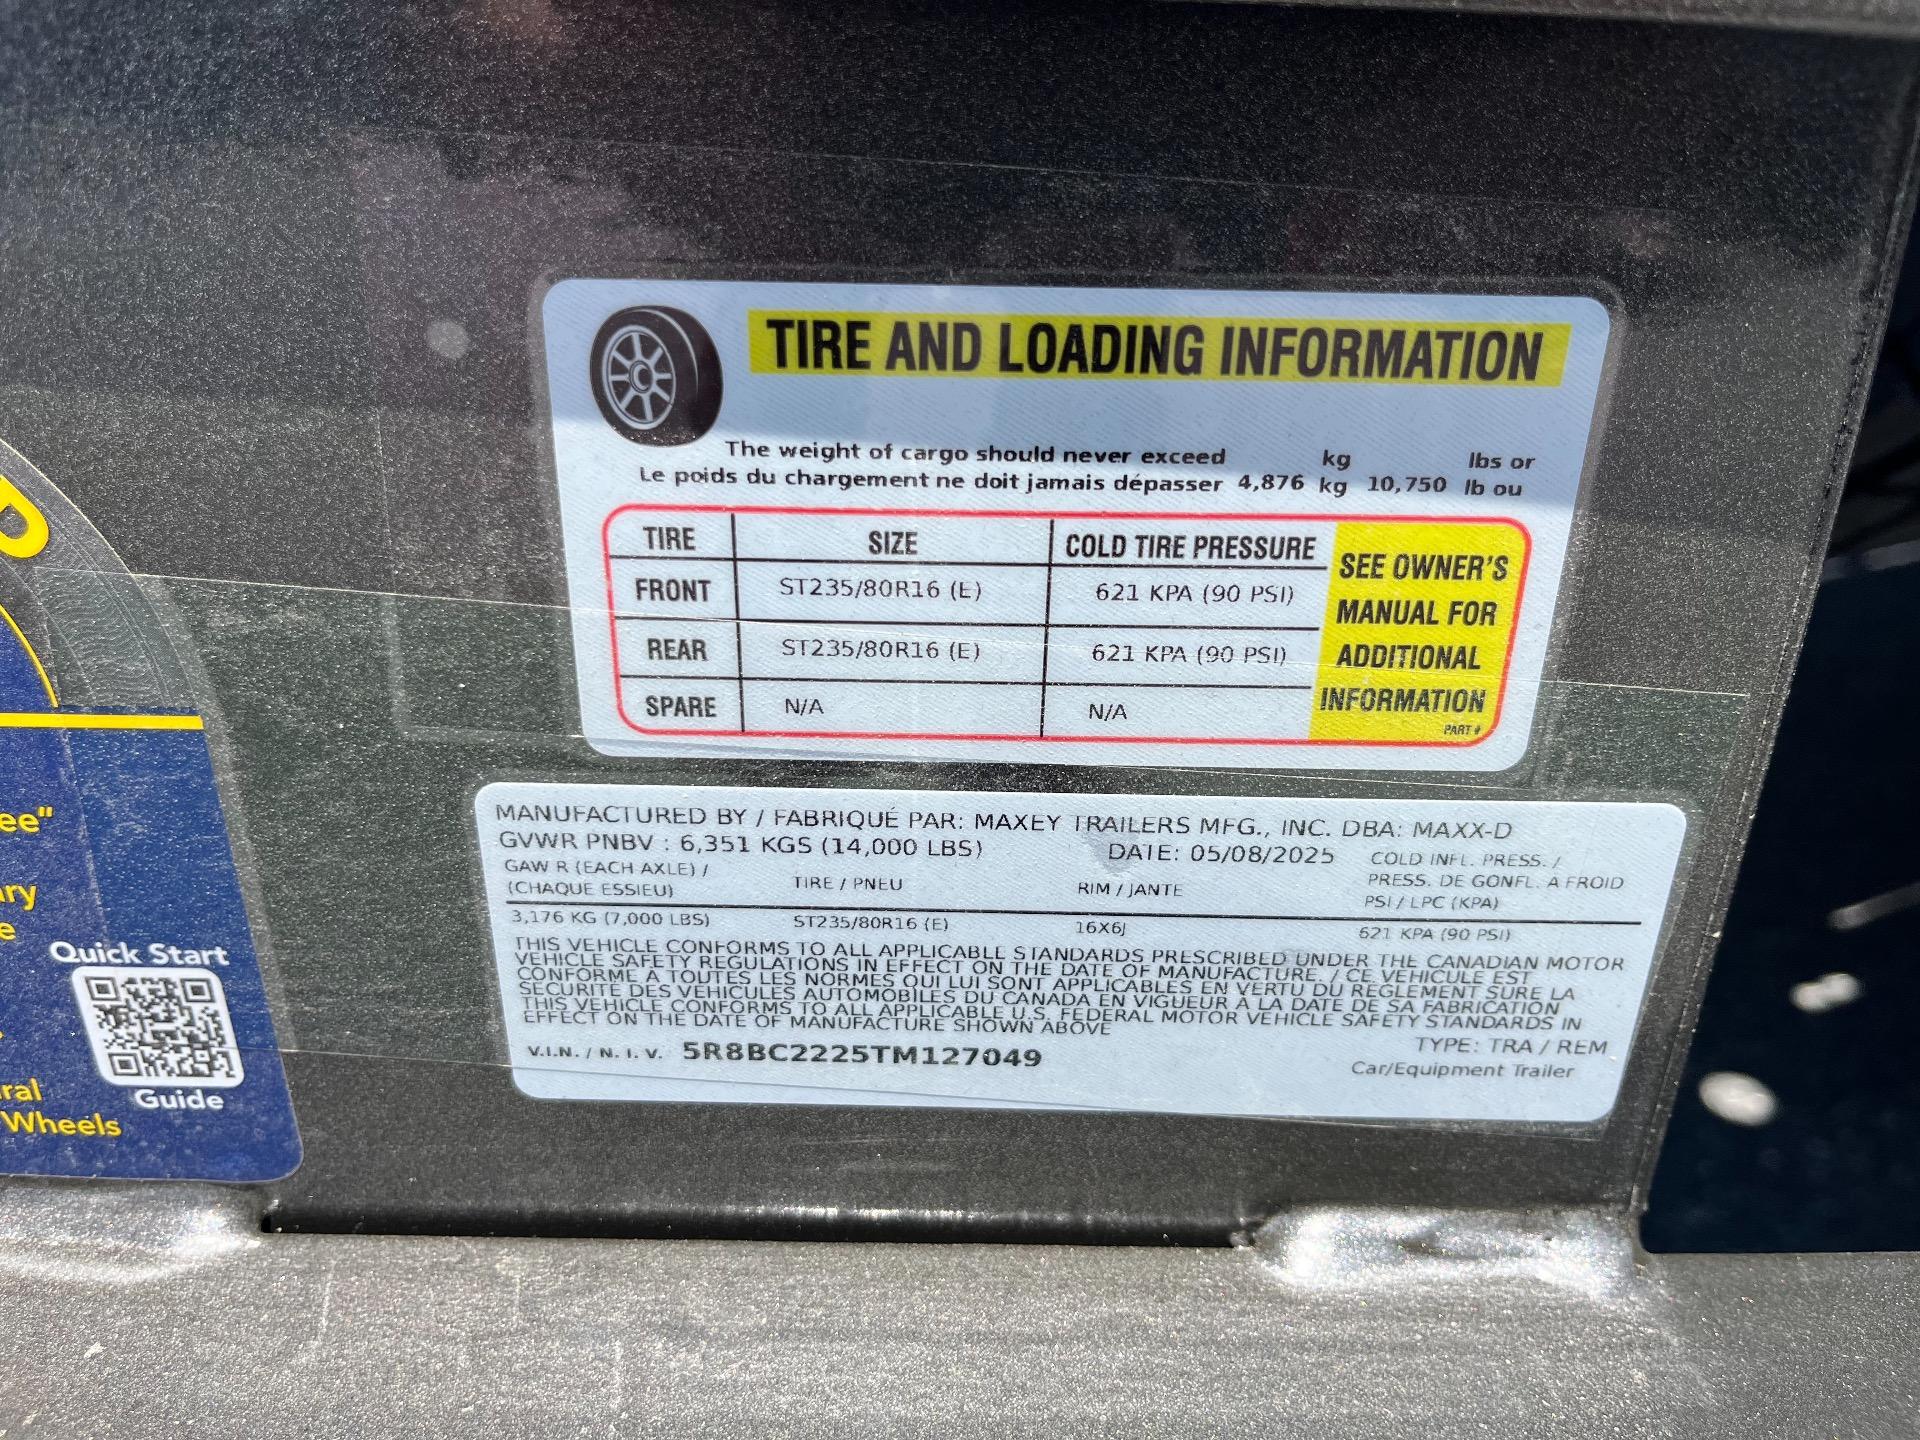 TIRE AND LOADING INFORMATION
The weight of cargo should never exceed kg lbs or
Le poids du chargement ne doit jamais dépasser 4,876 kg 10,750 lb ou
TIRE SIZE COLD TIRE PRESSURE
FRONT ST235/80R16 (E) 621 KPA (90 PSI)
REAR ST235/80R16 (E) 621 KPA (90 PSI)
SPARE N/A N/A
SEE OWNER'S
MANUAL FOR
ADDITIONAL
INFORMATION
PART #
MANUFACTURED BY / FABRIQUÉ PAR: MAXEY TRAILERS MFG., INC. DBA: MAXX-D
GVWR PNBV : 6,351 KGS (14,000 LBS) DATE: 05/08/2025
GAW R (EACH AXLE) /
(CHAQUE ESSIEU) TIRE / PNEU RIM / JANTE
COLD INFL. PRESS. /
PRESS. DE GONFL. A FROID
PSI / LPC (KPA)
3,176 KG (7,000 LBS) ST235/80R16 (E) 16X6J 621 KPA (90 PSI)
THIS VEHICLE CONFORMS TO ALL APPLICABLE STANDARDS PRESCRIBED UNDER THE CANADIAN MOTOR
VEHICLE SAFETY REGULATIONS IN EFFECT ON THE DATE OF MANUFACTURE. / CE VEHICULE EST
CONFORME A TOUTES LES NORMES QUI LUI SONT APPLICABLES EN VERTU DU REGLEMENT SURE LA
SECURITE DES VEHICULES AUTOMOBILES DU CANADA EN VIGUEUR A LA DATE DE SA FABRICATION
THIS VEHICLE CONFORMS TO ALL APPLICABLE U.S. FEDERAL MOTOR VEHICLE SAFETY STANDARDS IN
EFFECT ON THE DATE OF MANUFACTURE SHOWN ABOVE
V.I.N. / N. I. V. 5R8BC2225TM127049
TYPE: TRA / REM
Car/Equipment Trailer
Quick Start
Guide
Wheels